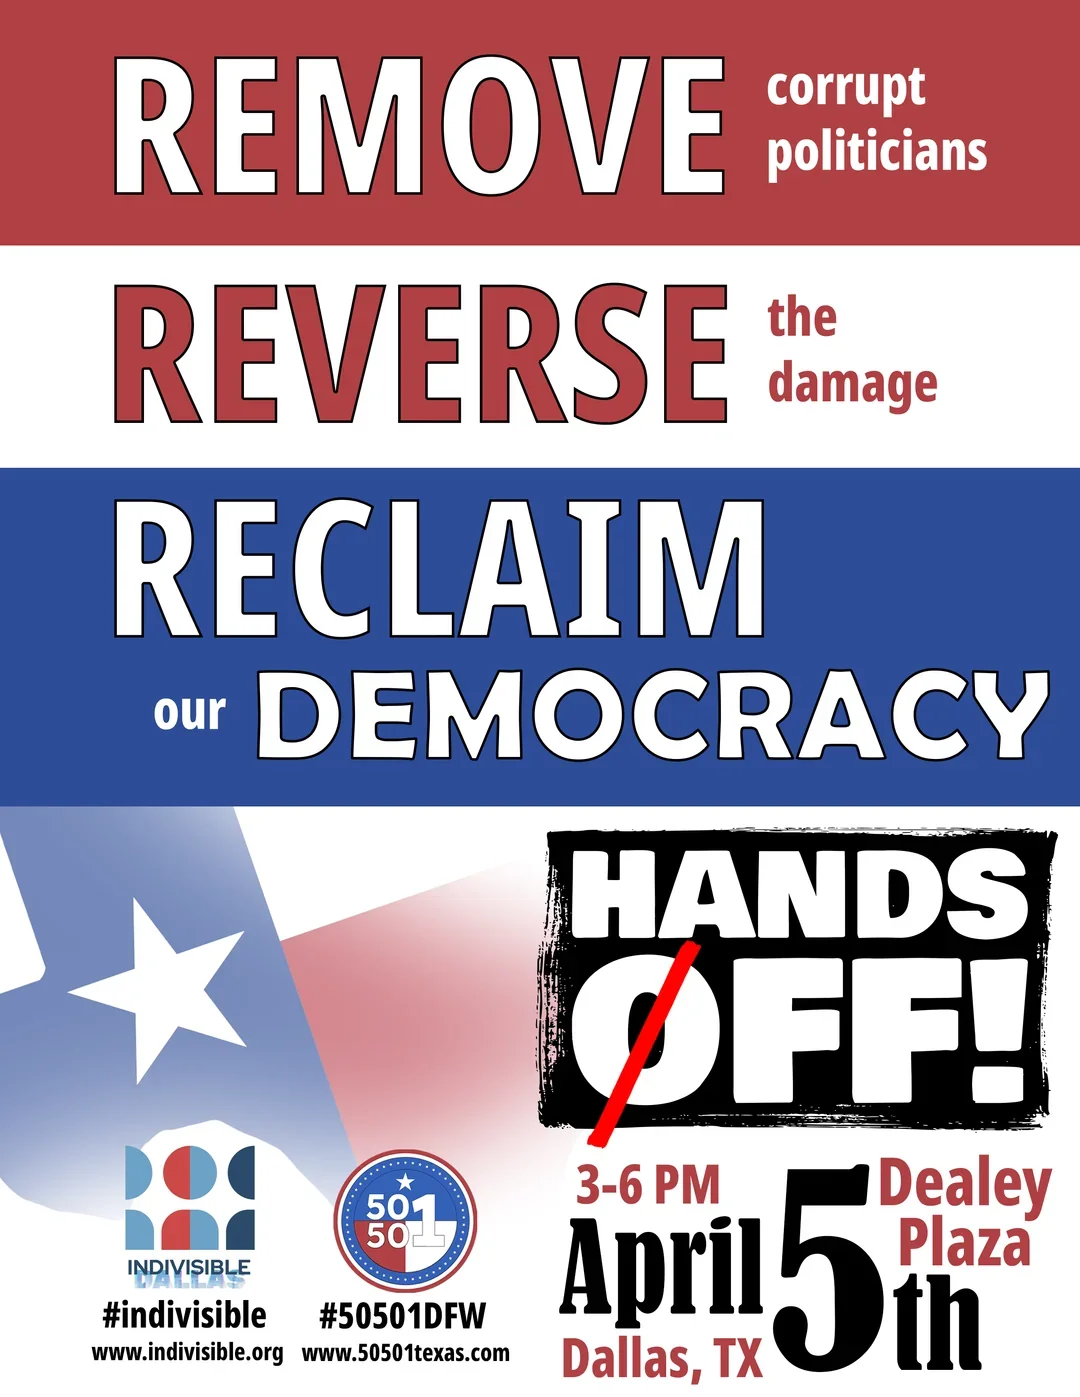 REMOVE
corrupt
politicians
REVERSE
the
damage
RECLAIM
our DEMOCRACY
HANDS
OFF!
3-6 PM
April 5th
Dealey
Plaza
Dallas, TX
50
50
1
INDIVISIBLE
DALLAS
#indivisible
www.indivisible.org
#50501DFW
www.50501texas.com